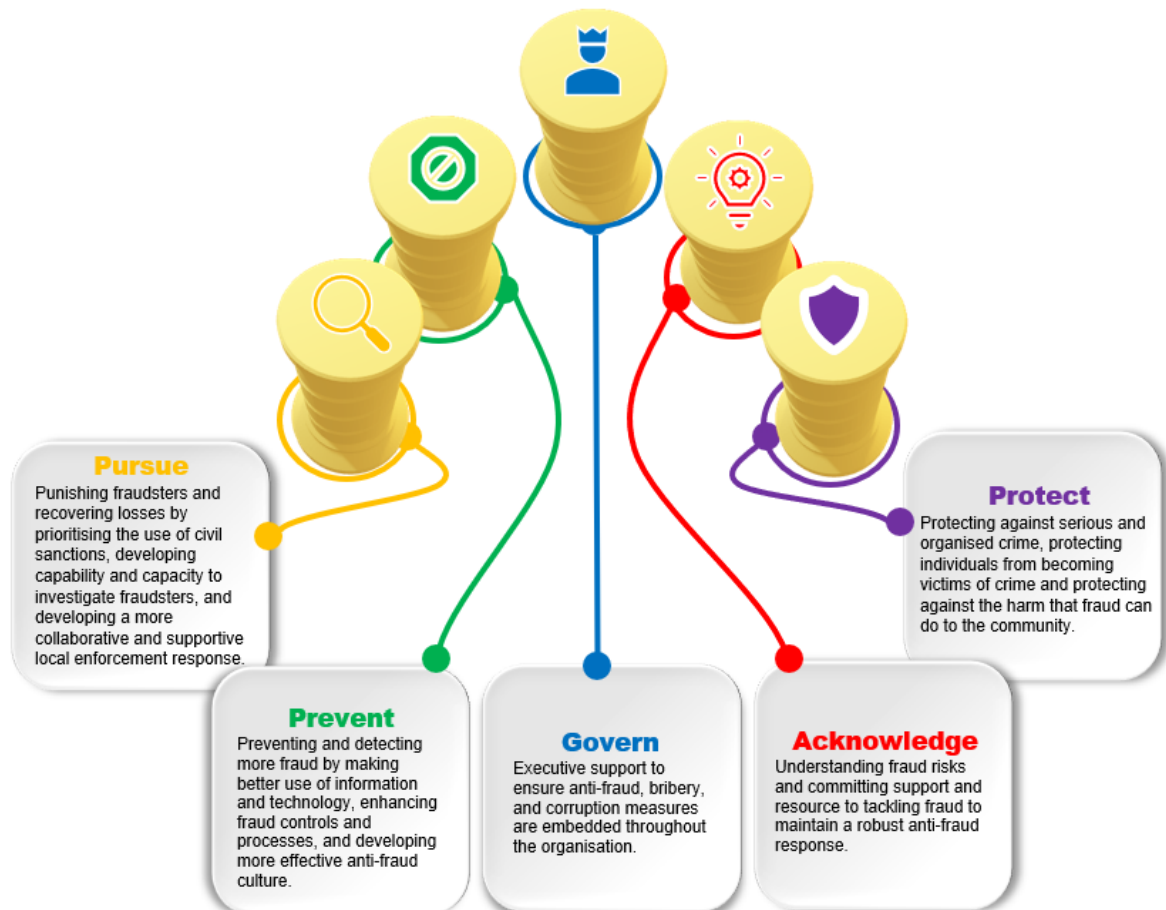 Pursue
Punishing fraudsters and
recovering losses by
prioritising the use of civil
sanctions, developing
capability and capacity to
investigate fraudsters, and
developing a more
collaborative and supportive
local enforcement response.
Prevent
Preventing and detecting
more fraud by making
better use of information
and technology, enhancing
fraud controls and
processes, and developing
more effective anti-fraud
culture.
Govern
Executive support to
ensure anti-fraud, bribery,
and corruption measures
are embedded throughout
the organisation.
Acknowledge
Understanding fraud risks
and committing support and
resource to tackling fraud to
maintain a robust anti-fraud
response.
Protect
Protecting against serious and
organised crime, protecting
individuals from becoming
victims of crime and protecting
against the harm that fraud can
do to the community.